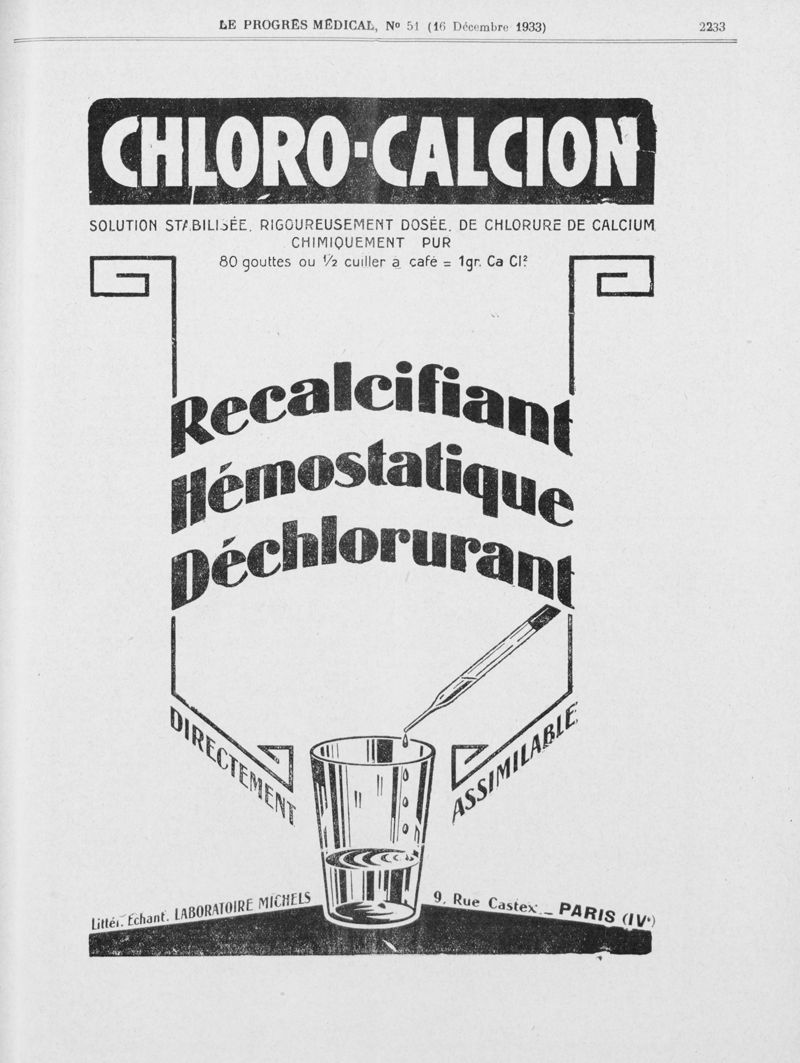 LE PROGRÈS MÉDICAL, Nº 51 (16 Décembre 1933)
2233
CHLORO-CALCION
SOLUTION STABILISÉE, RIGOUREUSEMENT DOSÉE, DE CHLORURE DE CALCIUM
CHIMIQUEMENT PUR
80 gouttes ou ½ cuiller à café = 1gr. Ca Cl²
Recalcifiant
Hémostatique
Déchlorurant
DIRECTEMENT
ASSIMILABLE
Littér. Échant. LABORATOIRE MICHELS
9, Rue Castex _ PARIS (IVᵉ)